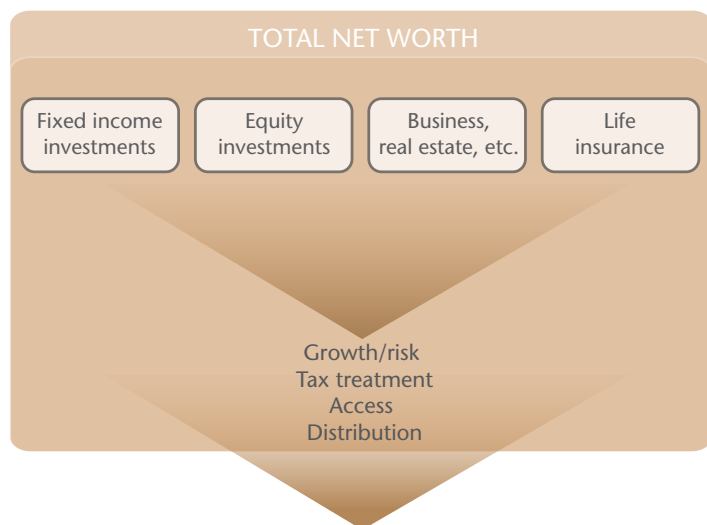 TOTAL NET WORTH
Fixed income
investments
Equity
investments
Business,
real estate, etc.
Life
insurance
Growth/risk
Tax treatment
Access
Distribution